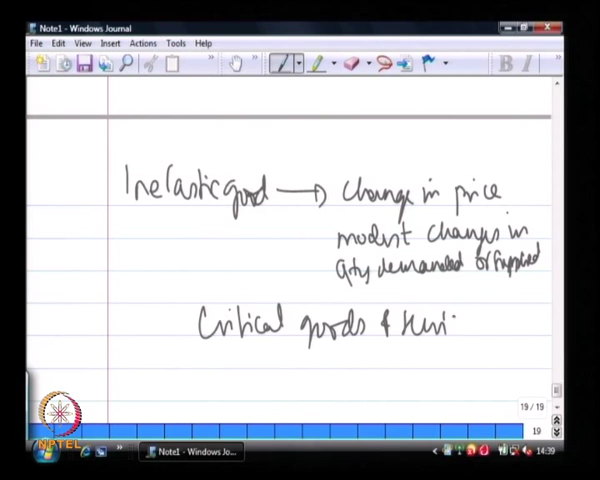 Note1 - Windows Journal
File Edit View Insert Actions Tools Help
B I
Inelastic good → change in price
modest changes in
Qty demanded or supplied
Critical goods & servi
19 / 19
19
NPTEL
Note1 - Windows Jo...
14:39